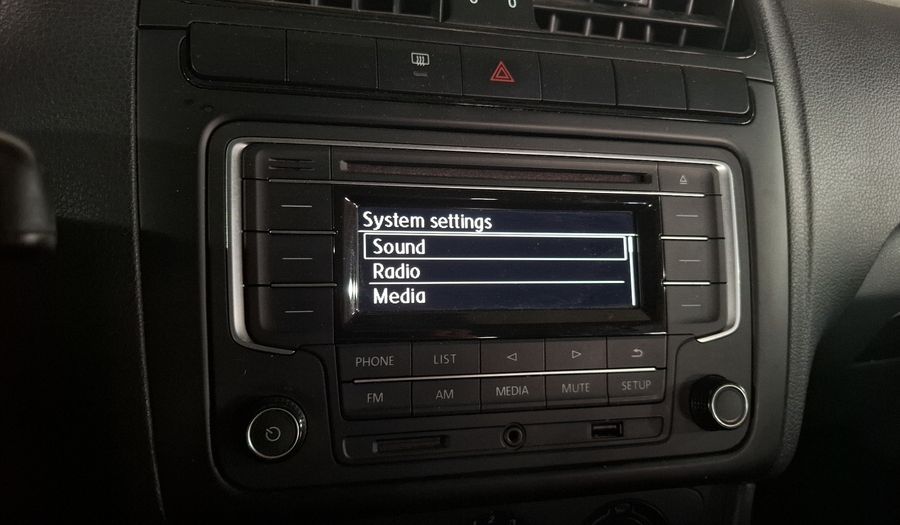 System settings
Sound
Radio
Media
PHONE LIST
FM AM MEDIA MUTE SETUP